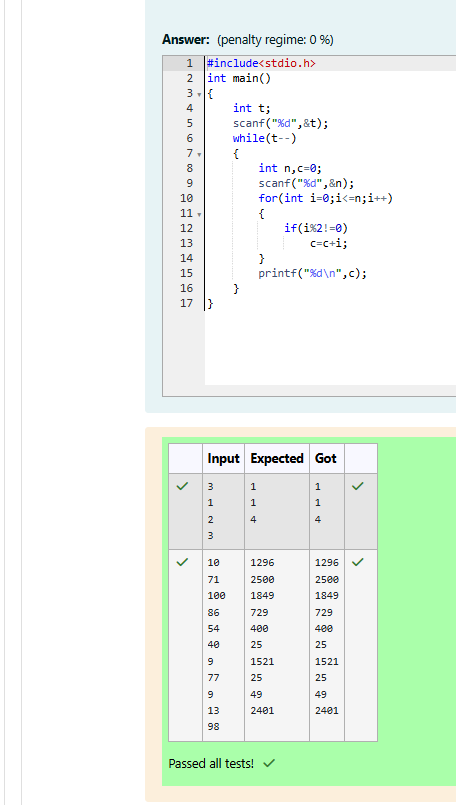 Answer: (penalty regime: 0 %)
1 #include<stdio.h>
2 int main()
3 {
4 int t;
5 scanf("%d",&t);
6 while(t--)
7 {
8 int n,c=0;
9 scanf("%d",&n);
10 for(int i=0;i<=n;i++)
11 {
12 if(i%2!=0)
13 c=c+i;
14 }
15 printf("%d\n",c);
16 }
17 }
Input Expected Got
3 1 1
1 1 1
2 4 4
3
10 1296 1296
71 2500 2500
100 1849 1849
86 729 729
54 400 400
40 25 25
9 1521 1521
77 25 25
9 49 49
13 2401 2401
98
Passed all tests!